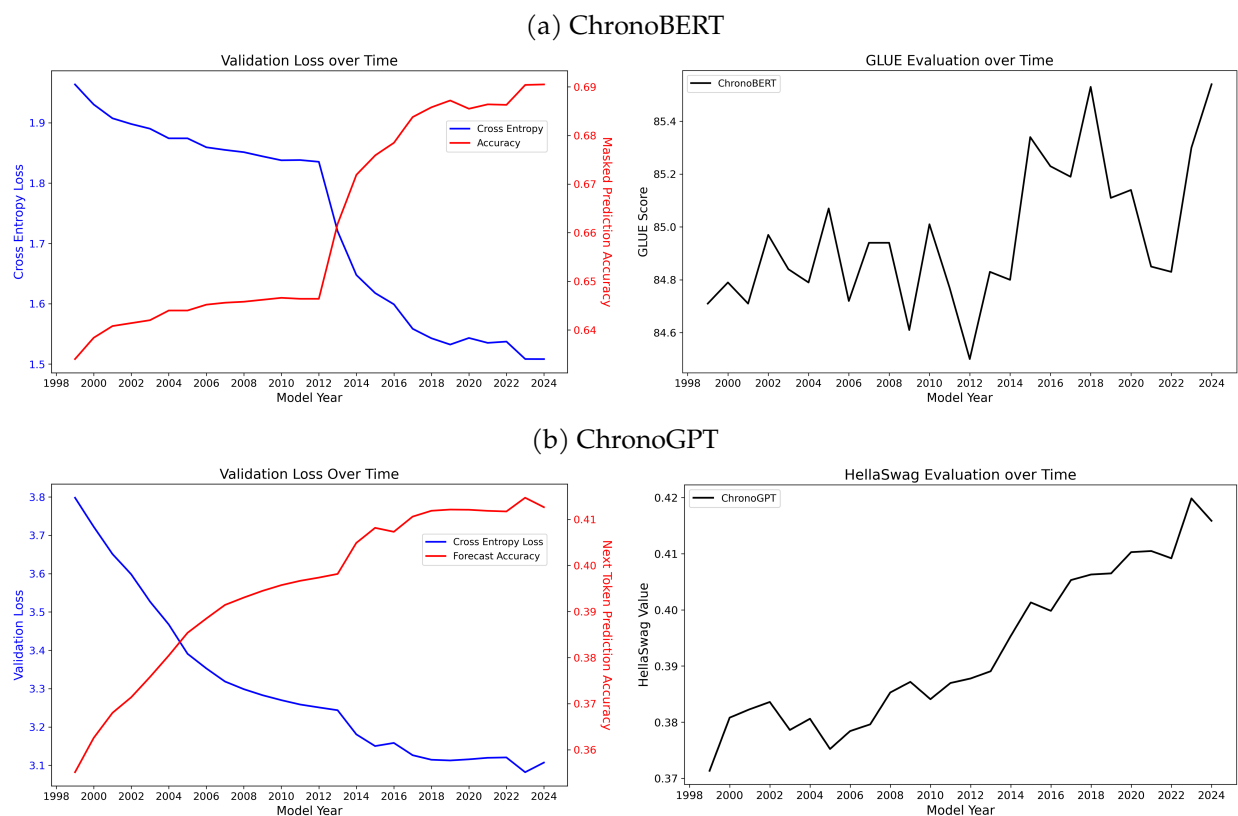 (a) ChronoBERT
Validation Loss over Time
Cross Entropy Loss
1.9
1.8
1.7
1.6
1.5
Cross Entropy
Accuracy
0.69
0.68
0.67
0.66
0.65
0.64
Masked Prediction Accuracy
1998 2000 2002 2004 2006 2008 2010 2012 2014 2016 2018 2020 2022 2024
Model Year
GLUE Evaluation over Time
GLUE Score
85.4
85.2
85.0
84.8
84.6
ChronoBERT
1998 2000 2002 2004 2006 2008 2010 2012 2014 2016 2018 2020 2022 2024
Model Year
(b) ChronoGPT
Validation Loss Over Time
Validation Loss
3.8
3.7
3.6
3.5
3.4
3.3
3.2
3.1
Cross Entropy Loss
Forecast Accuracy
0.41
0.40
0.39
0.38
0.37
0.36
Next Token Prediction Accuracy
1998 2000 2002 2004 2006 2008 2010 2012 2014 2016 2018 2020 2022 2024
Model Year
HellaSwag Evaluation over Time
HellaSwag Value
0.42
0.41
0.40
0.39
0.38
0.37
ChronoGPT
1998 2000 2002 2004 2006 2008 2010 2012 2014 2016 2018 2020 2022 2024
Model Year